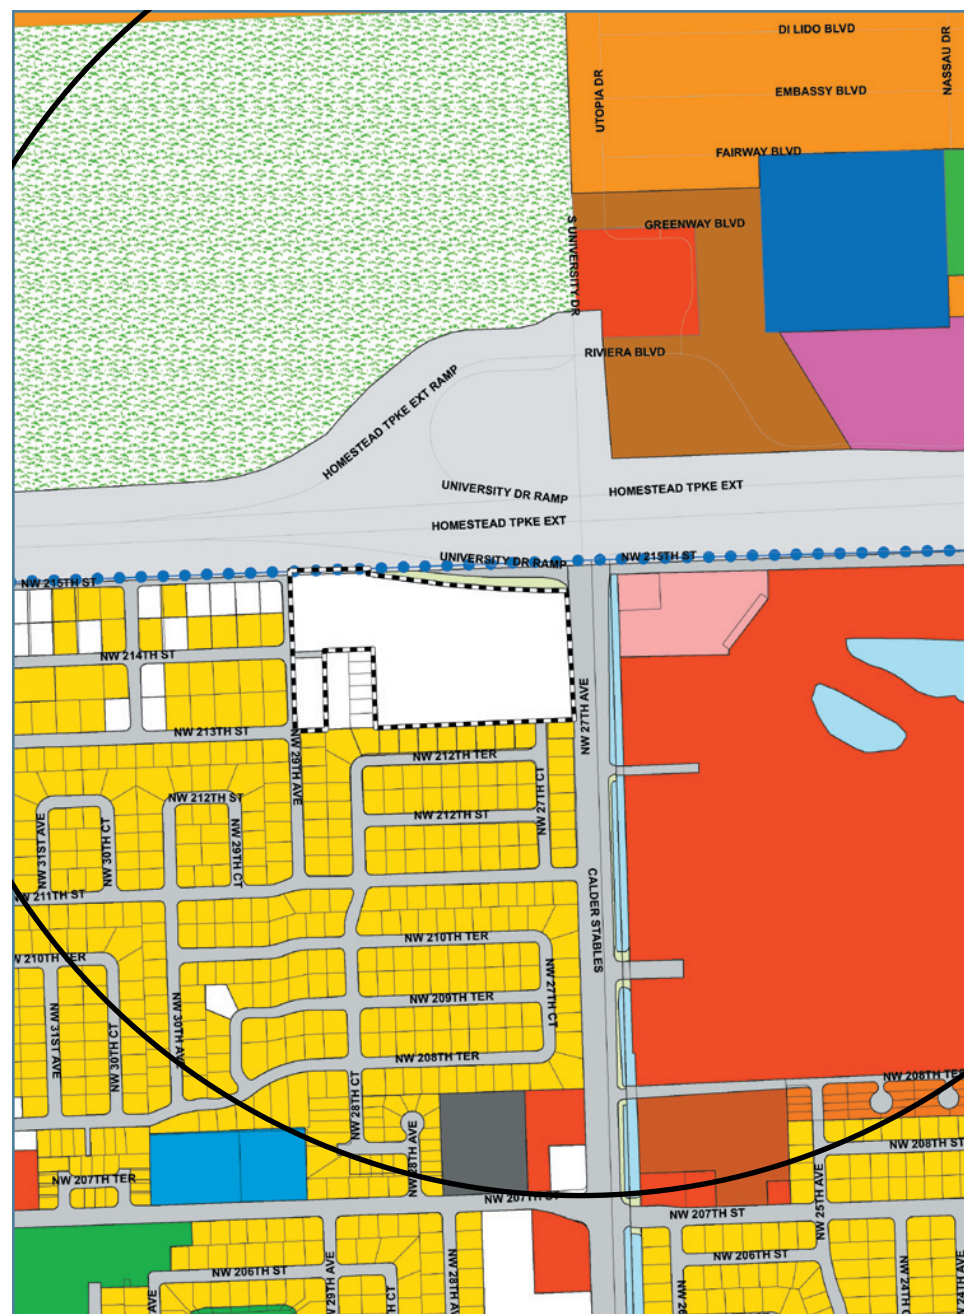 DI LIDO BLVD
NASSAU DR
UTOPIA DR
EMBASSY BLVD
FAIRWAY BLVD
S UNIVERSITY DR
GREENWAY BLVD
RIVIERA BLVD
HOMESTEAD TPKE EXT RAMP
UNIVERSITY DR RAMP
HOMESTEAD TPKE EXT
HOMESTEAD TPKE EXT
UNIVERSITY DR RAMP
NW 215TH ST
NW 215TH ST
NW 214TH ST
NW 27TH AVE
NW 213TH ST
NW 29TH AVE
NW 212TH TER
NW 212TH ST
NW 27TH CT
NW 212TH ST
NW 31ST AVE
NW 30TH CT
NW 29TH CT
NW 211TH ST
CALDER STABLES
NW 210TH TER
W 210TH TER
NW 27TH CT
NW 209TH TER
NW 31ST AVE
NW 30TH CT
NW 30TH AVE
NW 208TH TER
NW 28TH CT
NW 208TH TER
NW 28TH AVE
NW 208TH ST
NW 207TH TER
NW 25TH AVE
NW 207TH ST
NW 207TH ST
NW 206TH ST
NW 206TH ST
NW 29TH AVE
NW 28TH A
AVE
H CT
NW 26
NW 24TH